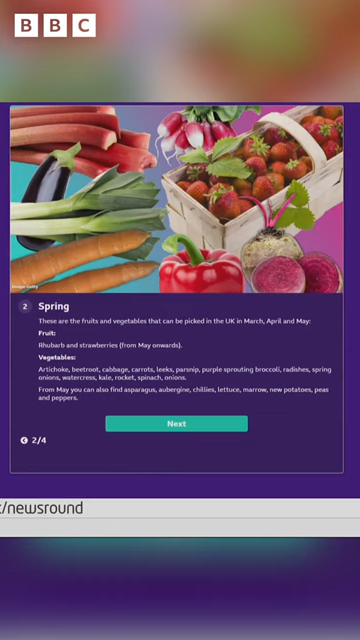 BBC
Image: Getty
2 Spring
These are the fruits and vegetables that can be picked in the UK in March, April and May:
Fruit:
Rhubarb and strawberries (from May onwards).
Vegetables:
Artichoke, beetroot, cabbage, carrots, leeks, parsnip, purple sprouting broccoli, radishes, spring
onions, watercress, kale, rocket, spinach, onions.
From May you can also find asparagus, aubergine, chillies, lettuce, marrow, new potatoes, peas
and peppers.
Next
2/4
/newsround